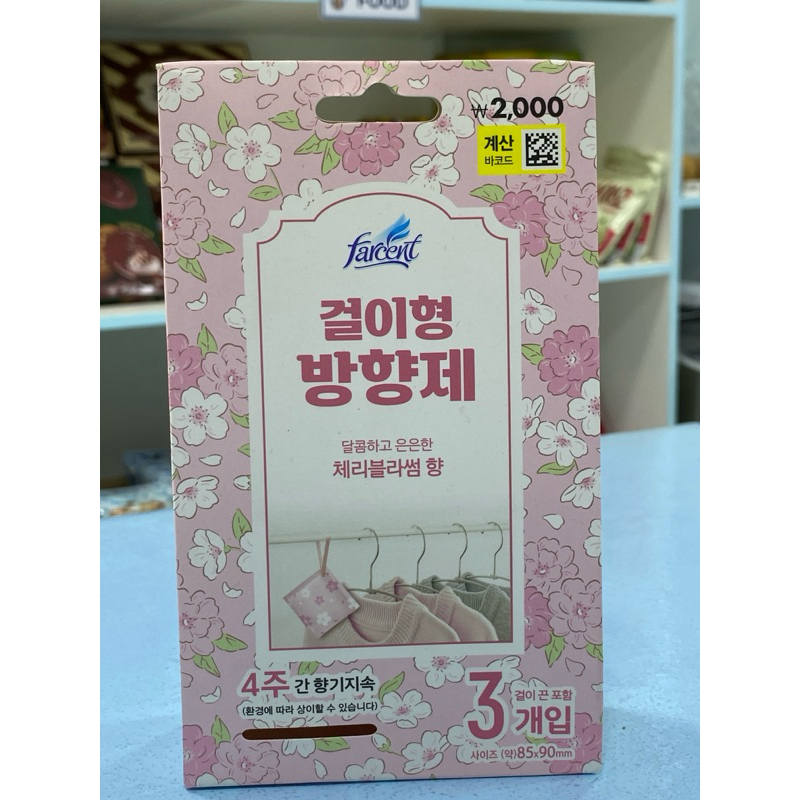 FOOD
₩2,000
계산
바코드
farcent
걸이형
방향제
달콤하고 은은한
체리블라썸 향
4주 간 향기지속
(환경에 따라 상이할 수 있습니다)
3개입
걸이 끈 포함
사이즈 (약)85x90mm